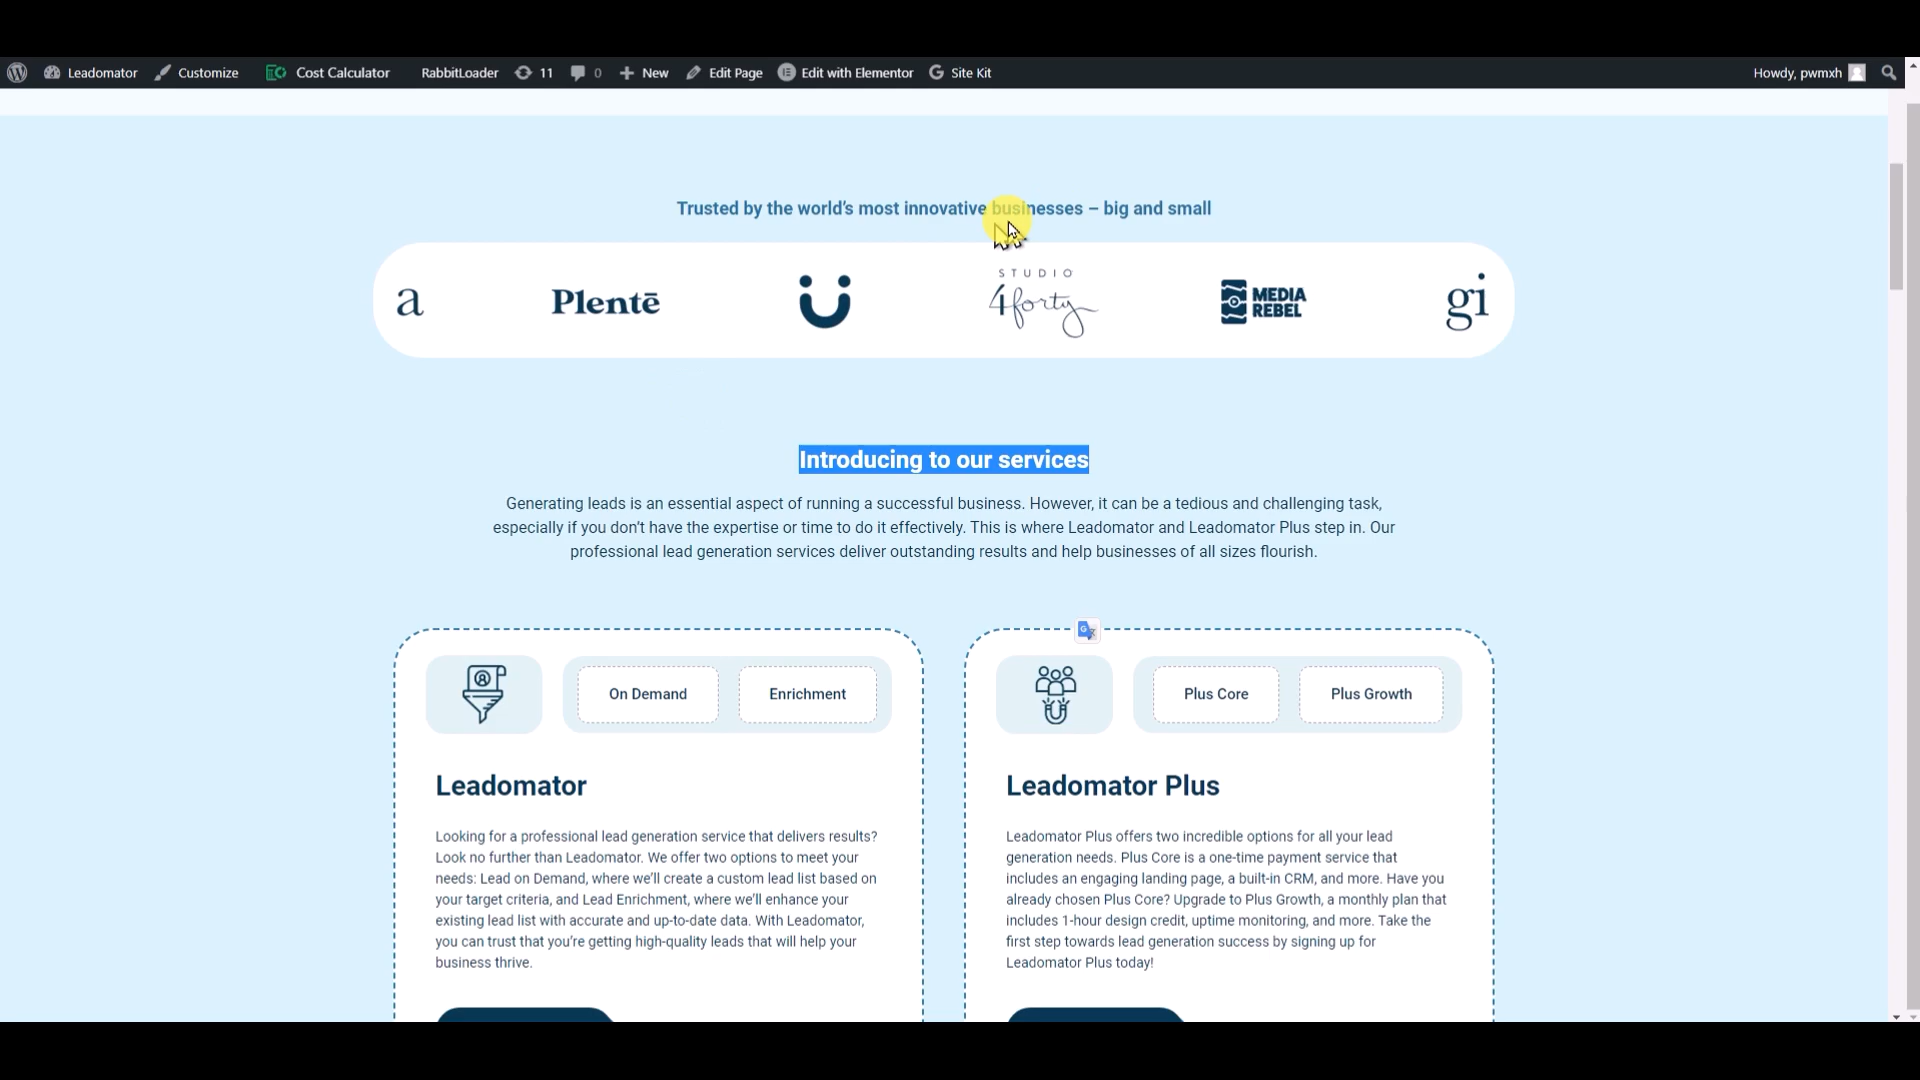 Leadomator Customize Cost Calculator RabbitLoader 11 0 New Edit Page Edit with Elementor Site Kit Howdy, pwmxh
Trusted by the world's most innovative businesses – big and small
a Plentē STUDIO 4forty MEDIA REBEL gi
Introducing to our services
Generating leads is an essential aspect of running a successful business. However, it can be a tedious and challenging task,
especially if you don't have the expertise or time to do it effectively. This is where Leadomator and Leadomator Plus step in. Our
professional lead generation services deliver outstanding results and help businesses of all sizes flourish.
On Demand Enrichment
Leadomator
Looking for a professional lead generation service that delivers results?
Look no further than Leadomator. We offer two options to meet your
needs: Lead on Demand, where we'll create a custom lead list based on
your target criteria, and Lead Enrichment, where we'll enhance your
existing lead list with accurate and up-to-date data. With Leadomator,
you can trust that you're getting high-quality leads that will help your
business thrive.
Plus Core Plus Growth
Leadomator Plus
Leadomator Plus offers two incredible options for all your lead
generation needs. Plus Core is a one-time payment service that
includes an engaging landing page, a built-in CRM, and more. Have you
already chosen Plus Core? Upgrade to Plus Growth, a monthly plan that
includes 1-hour design credit, uptime monitoring, and more. Take the
first step towards lead generation success by signing up for
Leadomator Plus today!